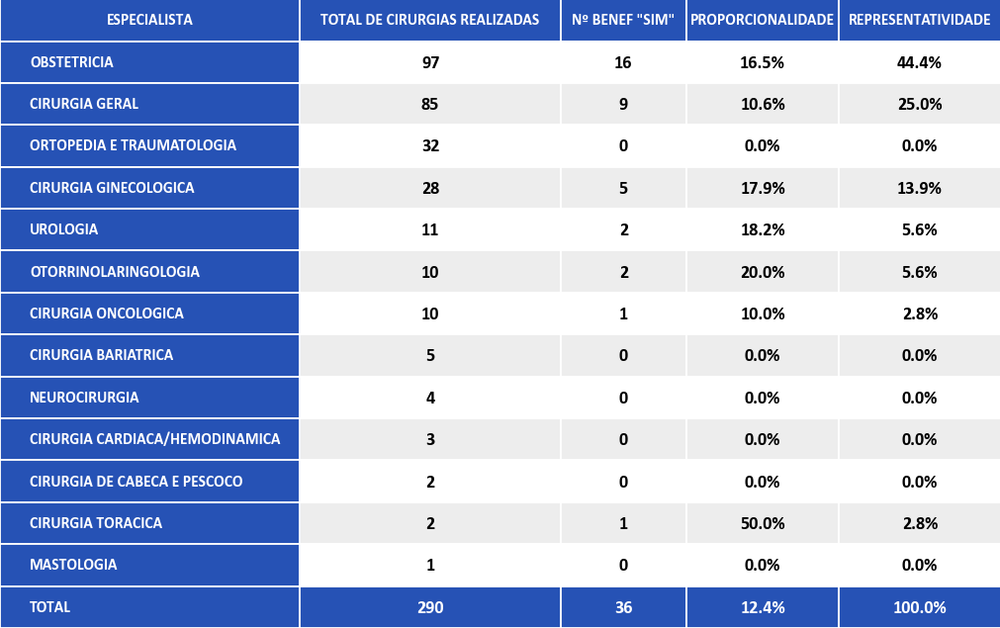 ESPECIALISTA TOTAL DE CIRURGIAS REALIZADAS Nº BENEF "SIM" PROPORCIONALIDADE REPRESENTATIVIDADE
OBSTETRICIA 97 16 16.5% 44.4%
CIRURGIA GERAL 85 9 10.6% 25.0%
ORTOPEDIA E TRAUMATOLOGIA 32 0 0.0% 0.0%
CIRURGIA GINECOLOGICA 28 5 17.9% 13.9%
UROLOGIA 11 2 18.2% 5.6%
OTORRINOLARINGOLOGIA 10 2 20.0% 5.6%
CIRURGIA ONCOLOGICA 10 1 10.0% 2.8%
CIRURGIA BARIATRICA 5 0 0.0% 0.0%
NEUROCIRURGIA 4 0 0.0% 0.0%
CIRURGIA CARDIACA/HEMODINAMICA 3 0 0.0% 0.0%
CIRURGIA DE CABECA E PESCOCO 2 0 0.0% 0.0%
CIRURGIA TORACICA 2 1 50.0% 2.8%
MASTOLOGIA 1 0 0.0% 0.0%
TOTAL 290 36 12.4% 100.0%